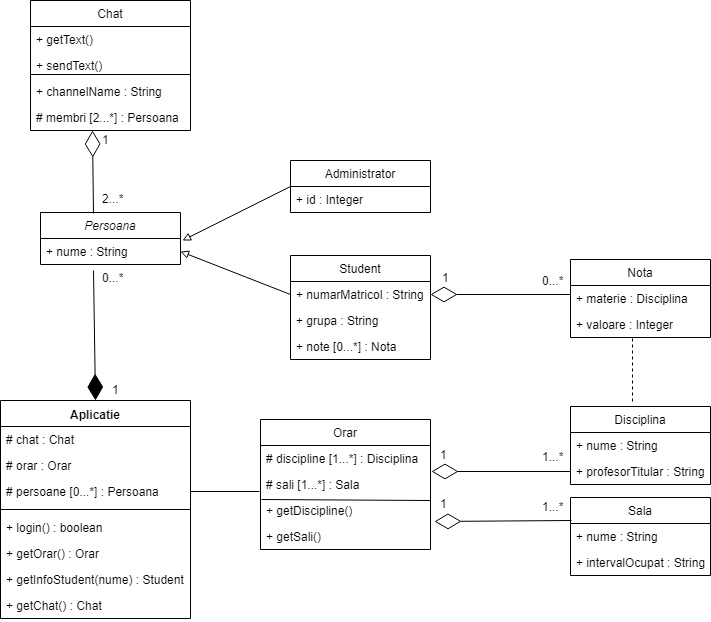 Chat
+ getText()
+ sendText()
+ channelName : String
# membri [2...*] : Persoana
1
2...*
Persoana
+ nume : String
0...*
1
Administrator
+ id : Integer
Student
+ numarMatricol : String
+ grupa : String
+ note [0...*] : Nota
1
0...*
Nota
+ materie : Disciplina
+ valoare : Integer
Aplicatie
# chat : Chat
# orar : Orar
# persoane [0...*] : Persoana
+ login() : boolean
+ getOrar() : Orar
+ getInfoStudent(nume) : Student
+ getChat() : Chat
Orar
# discipline [1...*] : Disciplina
# sali [1...*] : Sala
+ getDiscipline()
+ getSali()
1
1...*
1
1...*
Disciplina
+ nume : String
+ profesorTitular : String
Sala
+ nume : String
+ intervalOcupat : String